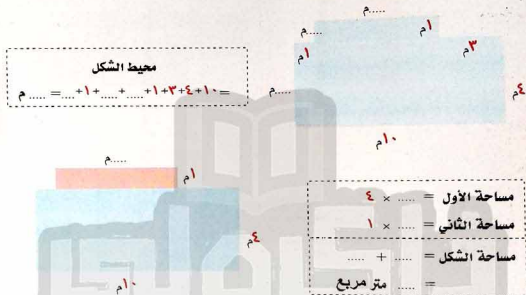 م.....
م..... ١م
١م ٣م
م..... ٤م
١٠م
محيط الشكل
=١٠+٤+٣+١+.....+.....+١+..... = ..... م
م.....
١م
٤م
١٠م
مساحة الأول = ..... × ٤
مساحة الثاني = ..... × ١
مساحة الشكل = ..... + .....
= ..... متر مربع